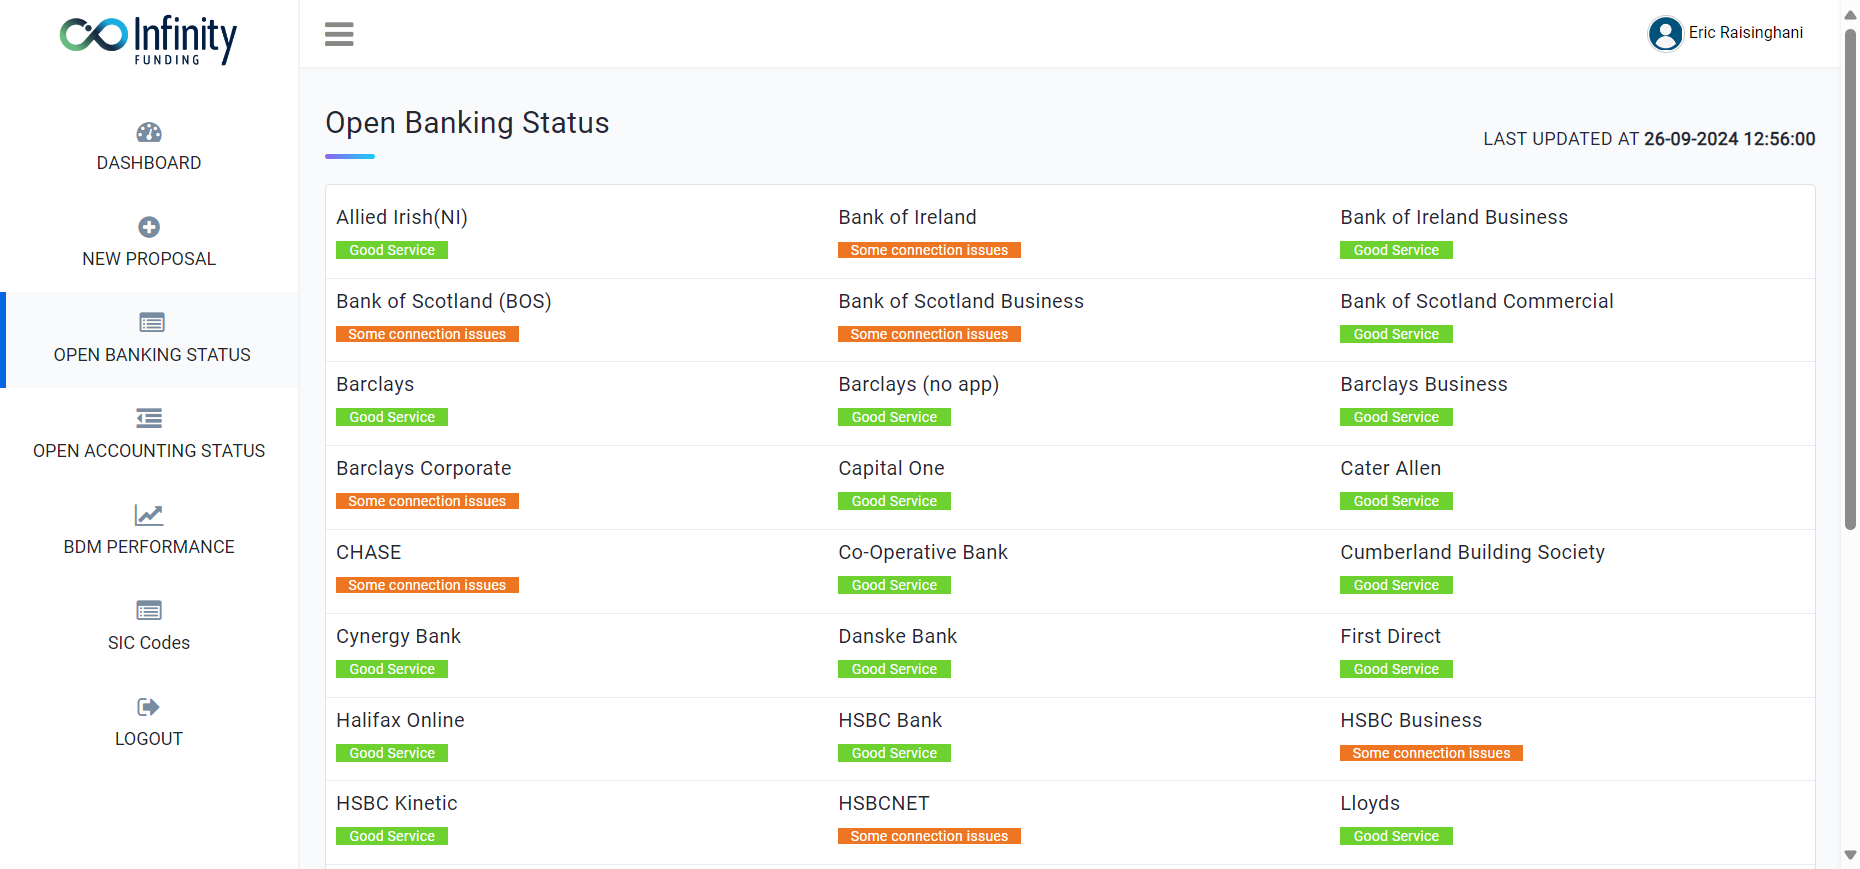 Infinity
FUNDING
Eric Raisinghani
DASHBOARD
NEW PROPOSAL
OPEN BANKING STATUS
OPEN ACCOUNTING STATUS
BDM PERFORMANCE
SIC Codes
LOGOUT
Open Banking Status
LAST UPDATED AT 26-09-2024 12:56:00
Allied Irish(NI)
Good Service
Bank of Ireland
Some connection issues
Bank of Ireland Business
Good Service
Bank of Scotland (BOS)
Some connection issues
Bank of Scotland Business
Some connection issues
Bank of Scotland Commercial
Good Service
Barclays
Good Service
Barclays (no app)
Good Service
Barclays Business
Good Service
Barclays Corporate
Some connection issues
Capital One
Good Service
Cater Allen
Good Service
CHASE
Some connection issues
Co-Operative Bank
Good Service
Cumberland Building Society
Good Service
Cynergy Bank
Good Service
Danske Bank
Good Service
First Direct
Good Service
Halifax Online
Good Service
HSBC Bank
Good Service
HSBC Business
Some connection issues
HSBC Kinetic
Good Service
HSBCNET
Some connection issues
Lloyds
Good Service